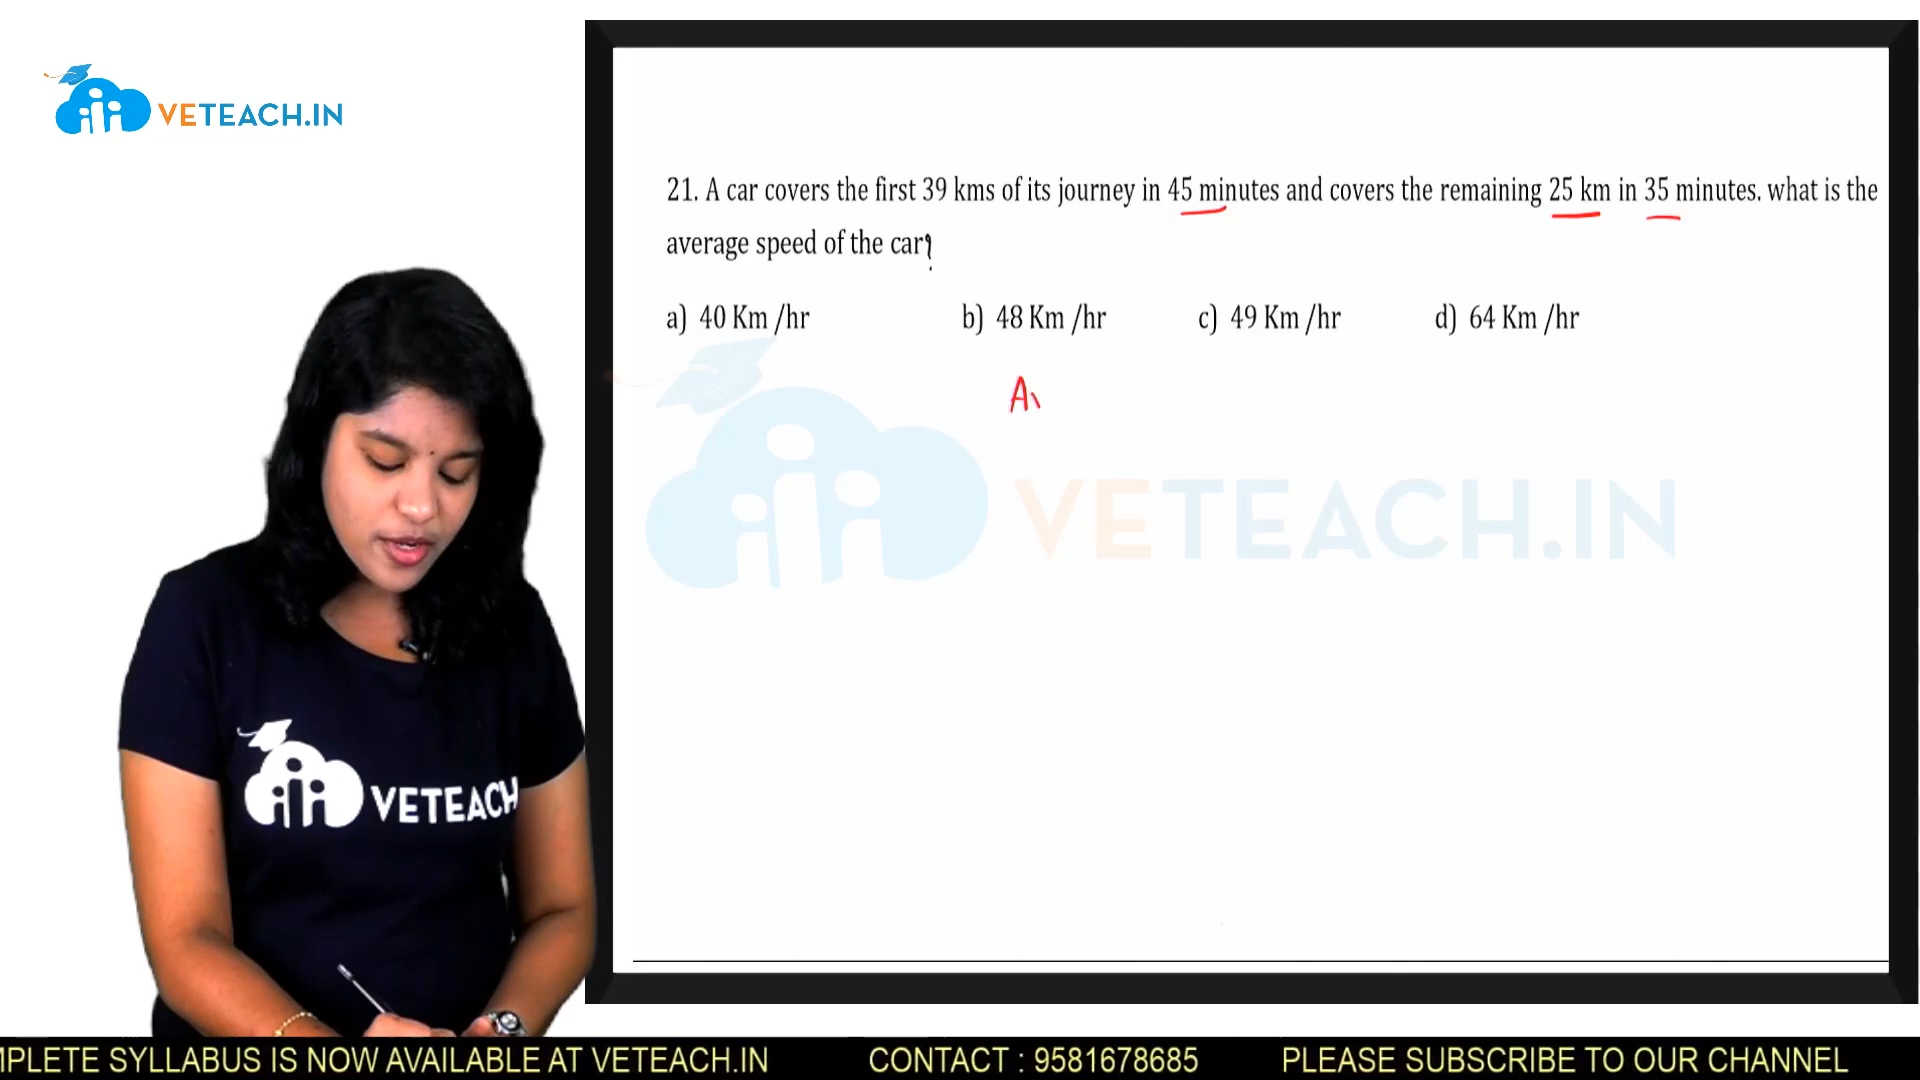 VETEACH.IN
21. A car covers the first 39 kms of its journey in 45 minutes and covers the remaining 25 km in 35 minutes. what is the
average speed of the car?
a) 40 Km /hr b) 48 Km /hr c) 49 Km /hr d) 64 Km /hr
VETEACH.IN
VETEACH
MPLETE SYLLABUS IS NOW AVAILABLE AT VETEACH.IN CONTACT : 9581678685 PLEASE SUBSCRIBE TO OUR CHANNEL